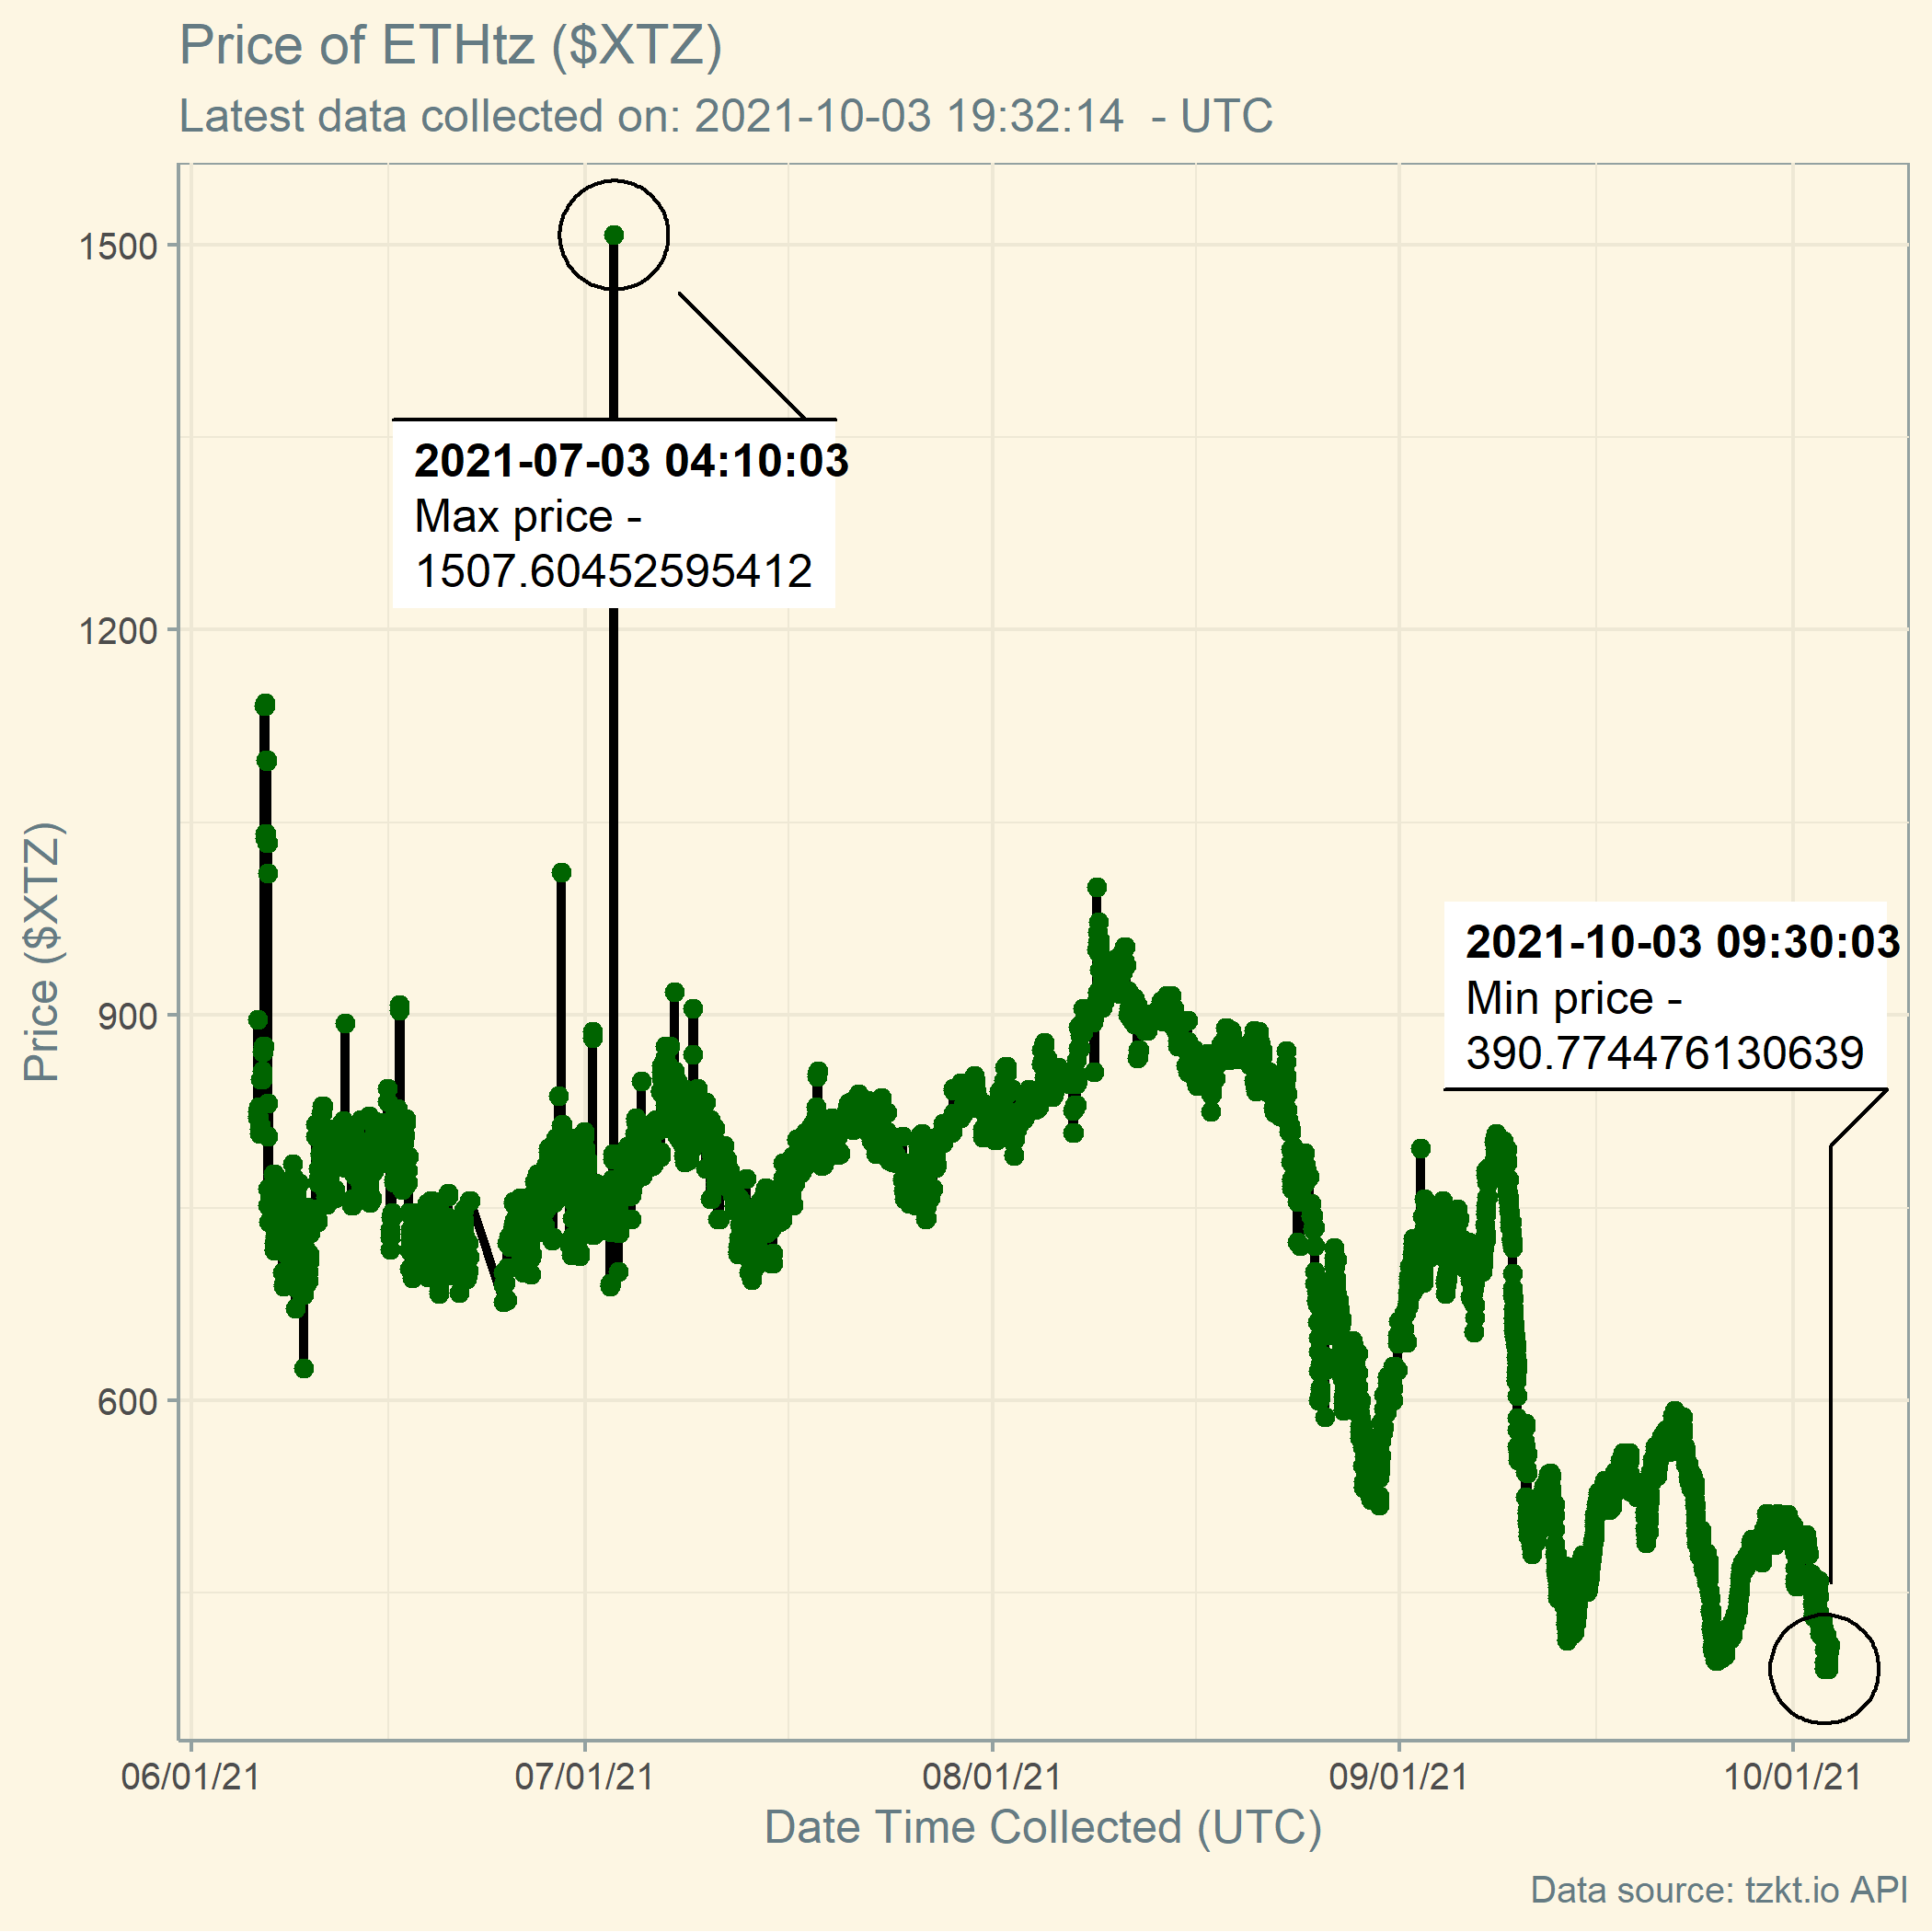 Price of ETHtz ($XTZ)
Latest data collected on: 2021-10-03 19:32:14  - UTC
1500
1200
900
600
Price ($XTZ)
2021-07-03 04:10:03
Max price -
1507.60452595412
2021-10-03 09:30:03
Min price -
390.774476130639
06/01/21
07/01/21
08/01/21
09/01/21
10/01/21
Date Time Collected (UTC)
Data source: tzkt.io API